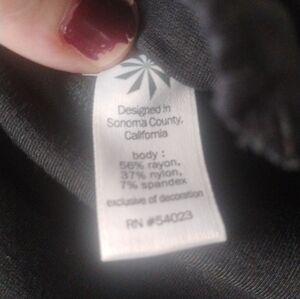 Designed in
Sonoma County,
California
body :
56% rayon,
37% nylon,
7% spandex
exclusive of decoration
RN #54023